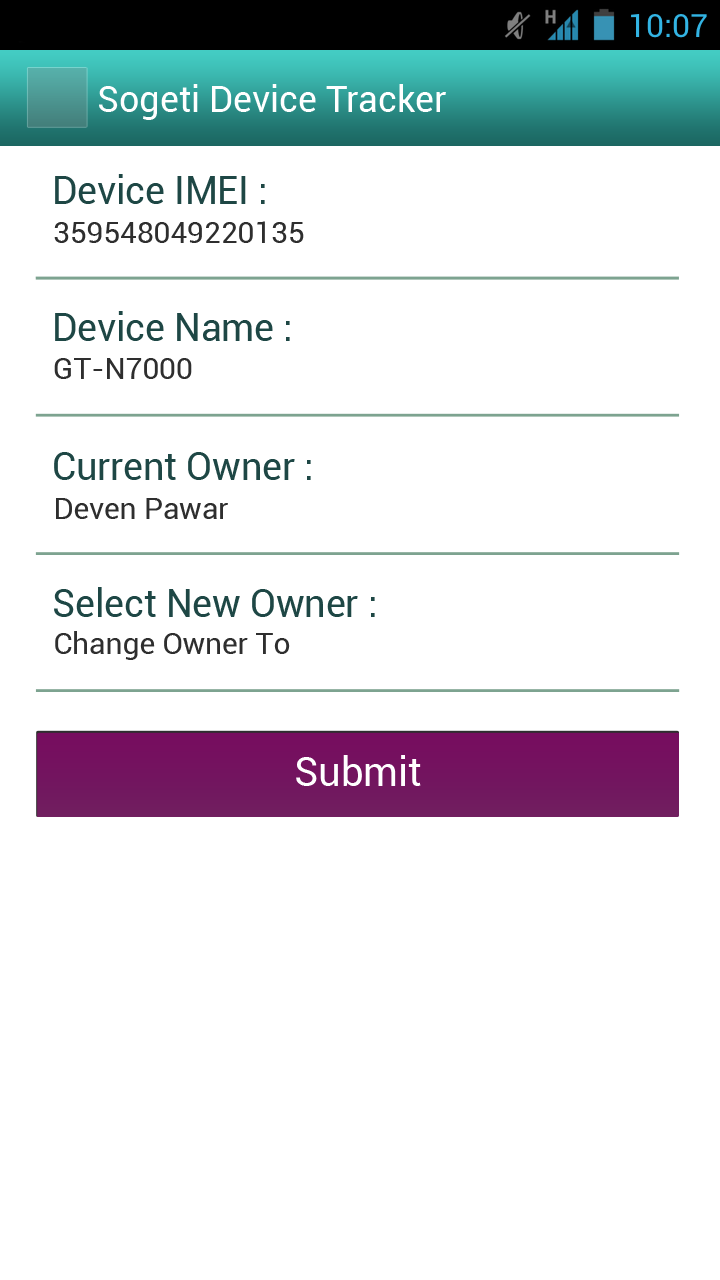 H 10:07
Sogeti Device Tracker
Device IMEI :
359548049220135
Device Name :
GT-N7000
Current Owner :
Deven Pawar
Select New Owner :
Change Owner To
Submit